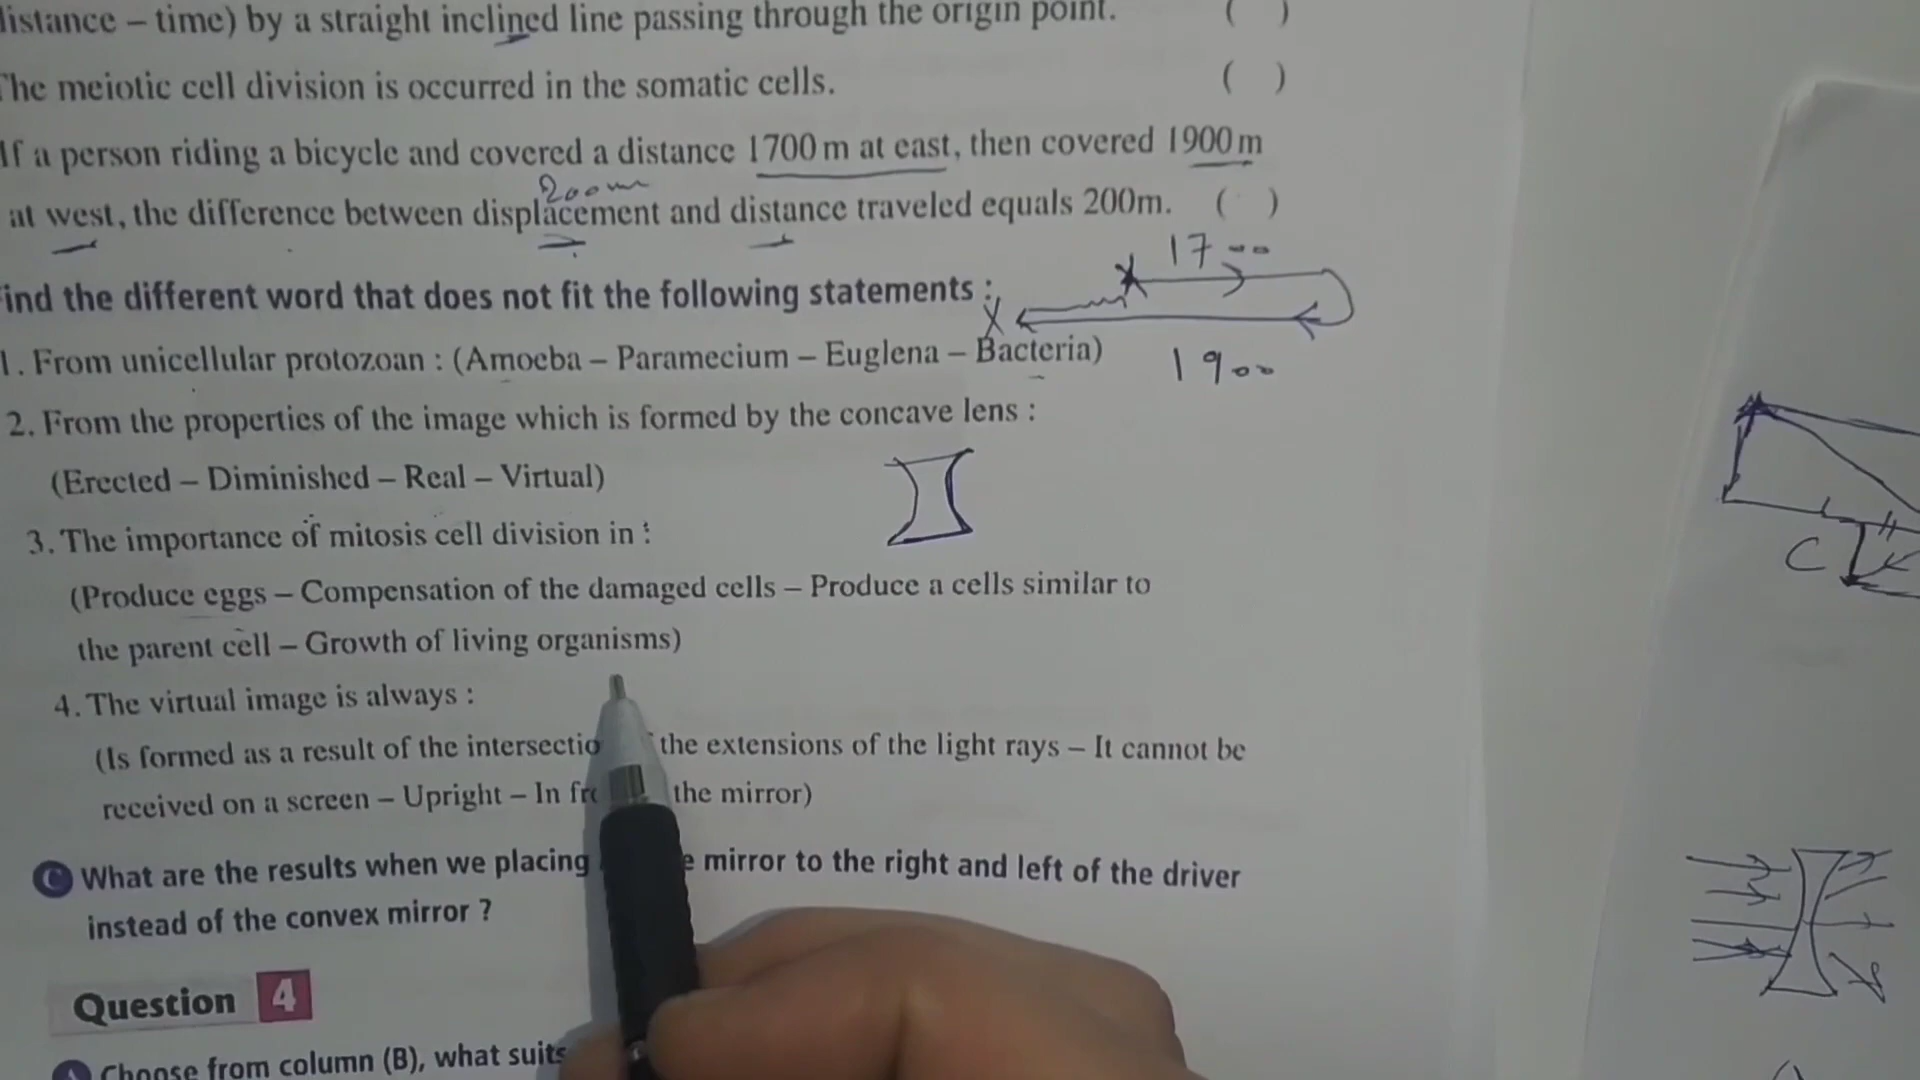 distance – time) by a straight inclined line passing through the origin point. ( )
The meiotic cell division is occurred in the somatic cells. ( )
If a person riding a bicycle and covered a distance 1700 m at east, then covered 1900 m
200m
at west, the difference between displacement and distance traveled equals 200m. ( )
1700
Find the different word that does not fit the following statements :
1. From unicellular protozoan : (Amoeba – Paramecium – Euglena – Bacteria)
1900
2. From the properties of the image which is formed by the concave lens :
(Erected – Diminished – Real – Virtual)
3. The importance of mitosis cell division in :
(Produce eggs – Compensation of the damaged cells – Produce a cells similar to
C
the parent cell – Growth of living organisms)
4. The virtual image is always :
(Is formed as a result of the intersectio the extensions of the light rays – It cannot be
received on a screen – Upright – In fr the mirror)
C What are the results when we placing mirror to the right and left of the driver
instead of the convex mirror ?
Question 4
Choose from column (B), what suits